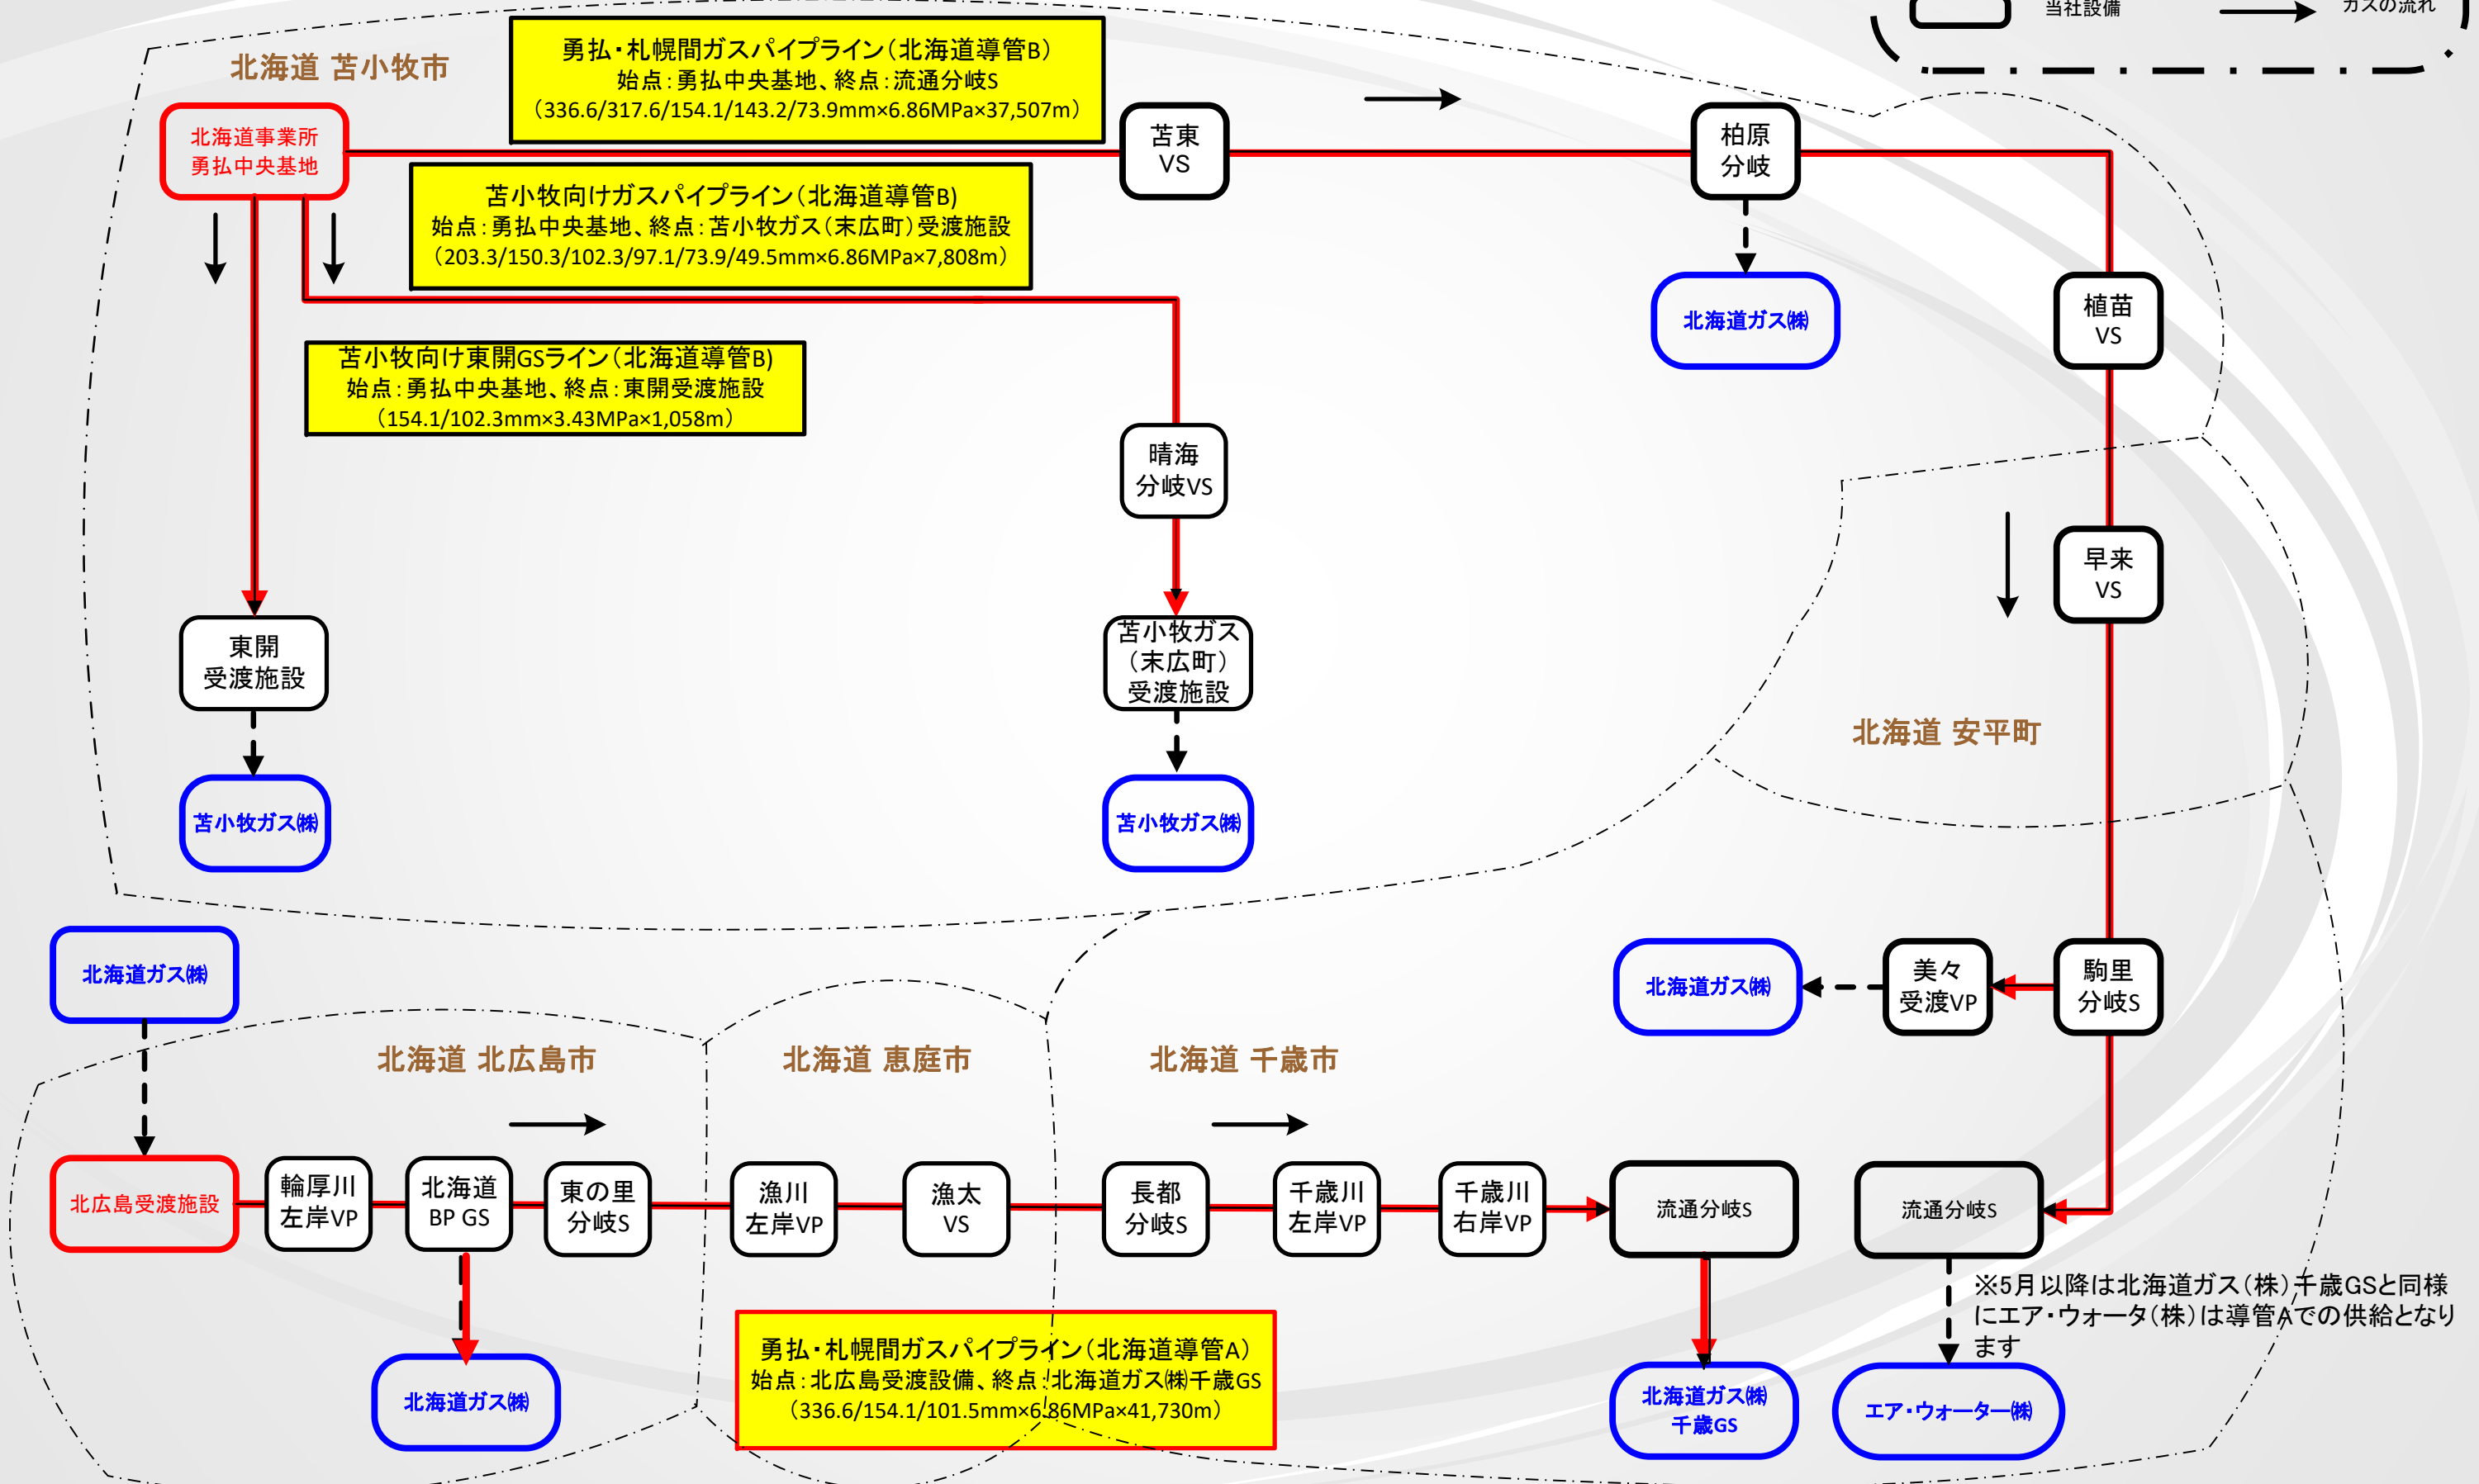 当社設備
ガスの流れ
北海道 苫小牧市
勇払・札幌間ガスパイプライン（北海道導管B）
始点：勇払中央基地、終点：流通分岐S
（336.6/317.6/154.1/143.2/73.9mm×6.86MPa×37,507m）
北海道事業所
勇払中央基地
苫東
VS
柏原
分岐
苫小牧向けガスパイプライン（北海道導管B)
始点：勇払中央基地、終点：苫小牧ガス（末広町）受渡施設
（203.3/150.3/102.3/97.1/73.9/49.5mm×6.86MPa×7,808m）
北海道ガス㈱
植苗
VS
苫小牧向け東開GSライン（北海道導管B)
始点：勇払中央基地、終点：東開受渡施設
（154.1/102.3mm×3.43MPa×1,058m）
晴海
分岐VS
早来
VS
東開
受渡施設
苫小牧ガス
（末広町）
受渡施設
北海道 安平町
苫小牧ガス㈱
苫小牧ガス㈱
北海道ガス㈱
北海道ガス㈱
美々
受渡VP
駒里
分岐S
北海道 北広島市
北海道 恵庭市
北海道 千歳市
北広島受渡施設
輪厚川
左岸VP
北海道
BP GS
東の里
分岐S
漁川
左岸VP
漁太
VS
長都
分岐S
千歳川
左岸VP
千歳川
右岸VP
流通分岐S
流通分岐S
※5月以降は北海道ガス（株）千歳GSと同様
にエア・ウォータ（株）は導管Aでの供給となり
ます
勇払・札幌間ガスパイプライン（北海道導管A）
始点：北広島受渡設備、終点：北海道ガス㈱千歳GS
（336.6/154.1/101.5mm×6.86MPa×41,730m）
北海道ガス㈱
北海道ガス㈱
千歳GS
エア・ウォーター㈱